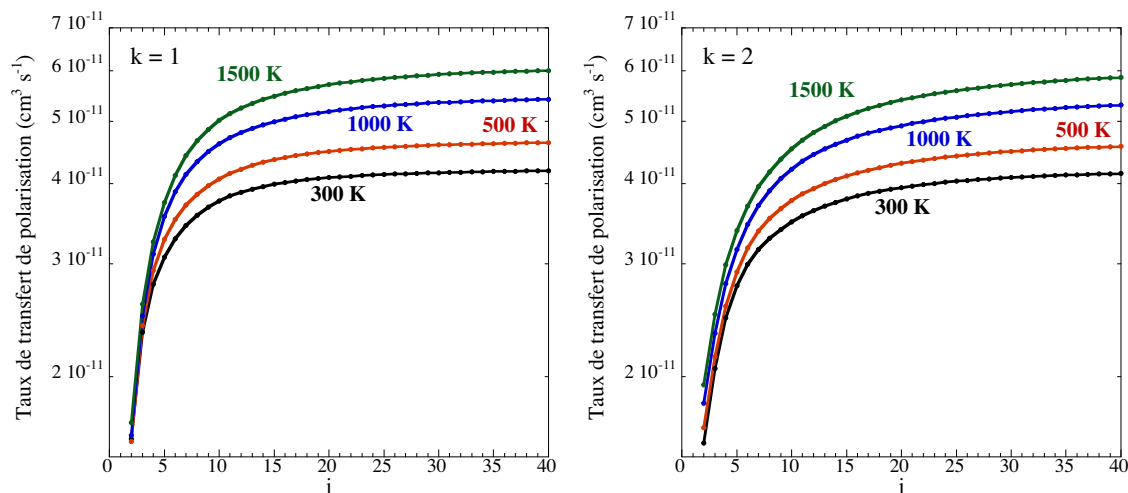 7 10⁻¹¹
6 10⁻¹¹
5 10⁻¹¹
4 10⁻¹¹
3 10⁻¹¹
2 10⁻¹¹
Taux de transfert de polarisation (cm³ s⁻¹)
k = 1
1500 K
1000 K
500 K
300 K
0 5 10 15 20 25 30 35 40
j
7 10⁻¹¹
6 10⁻¹¹
5 10⁻¹¹
4 10⁻¹¹
3 10⁻¹¹
2 10⁻¹¹
Taux de transfert de polarisation (cm³ s⁻¹)
k = 2
1500 K
1000 K
500 K
300 K
0 5 10 15 20 25 30 35 40
j